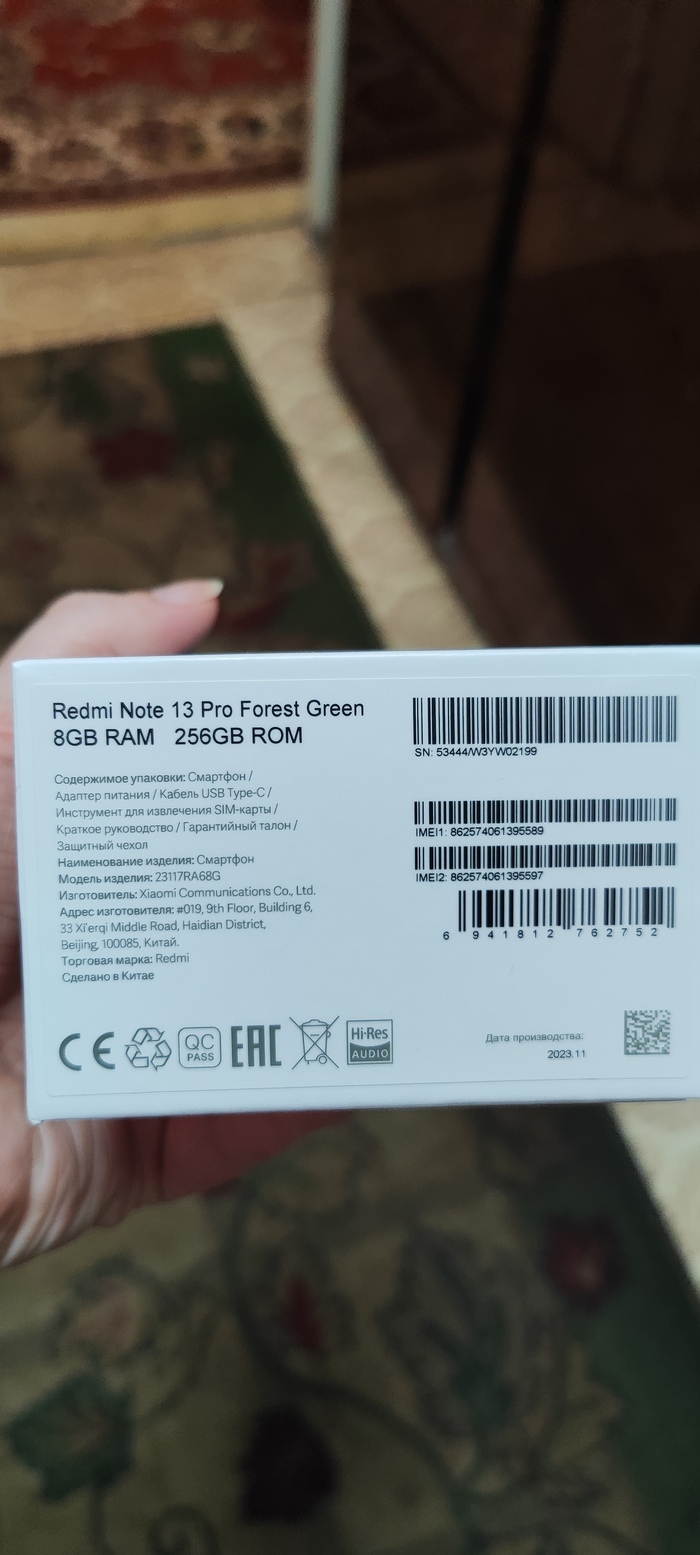 Redmi Note 13 Pro Forest Green
8GB RAM 256GB ROM
Содержимое упаковки: Смартфон /
Адаптер питания / Кабель USB Type-C /
Инструмент для извлечения SIM-карты /
Краткое руководство / Гарантийный талон /
Защитный чехол
Наименование изделия: Смартфон
Модель изделия: 23117RA68G
Изготовитель: Xiaomi Communications Co., Ltd.
Адрес изготовителя: #019, 9th Floor, Building 6,
33 Xi'erqi Middle Road, Haidian District,
Beijing, 100085, Китай.
Торговая марка: Redmi
Сделано в Китае
SN: 53444/W3YW02199
IMEI1: 862574061395589
IMEI2: 862574061395597
6 941812 762752
CE
QC
PASS
EAC
Hi-Res
AUDIO
Дата производства:
2023.11